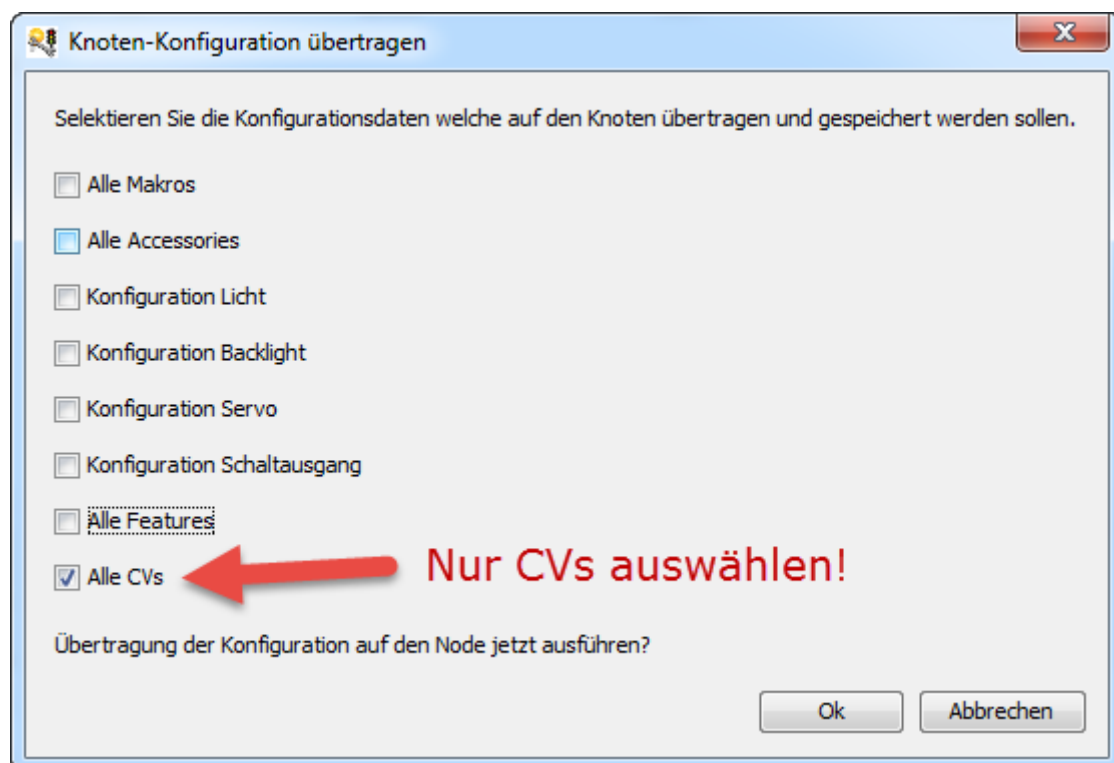 Knoten-Konfiguration übertragen
Selektieren Sie die Konfigurationsdaten welche auf den Knoten übertragen und gespeichert werden sollen.
Alle Makros
Alle Accessories
Konfiguration Licht
Konfiguration Backlight
Konfiguration Servo
Konfiguration Schaltausgang
Alle Features
Alle CVs
Nur CVs auswählen!
Übertragung der Konfiguration auf den Node jetzt ausführen?
Ok
Abbrechen